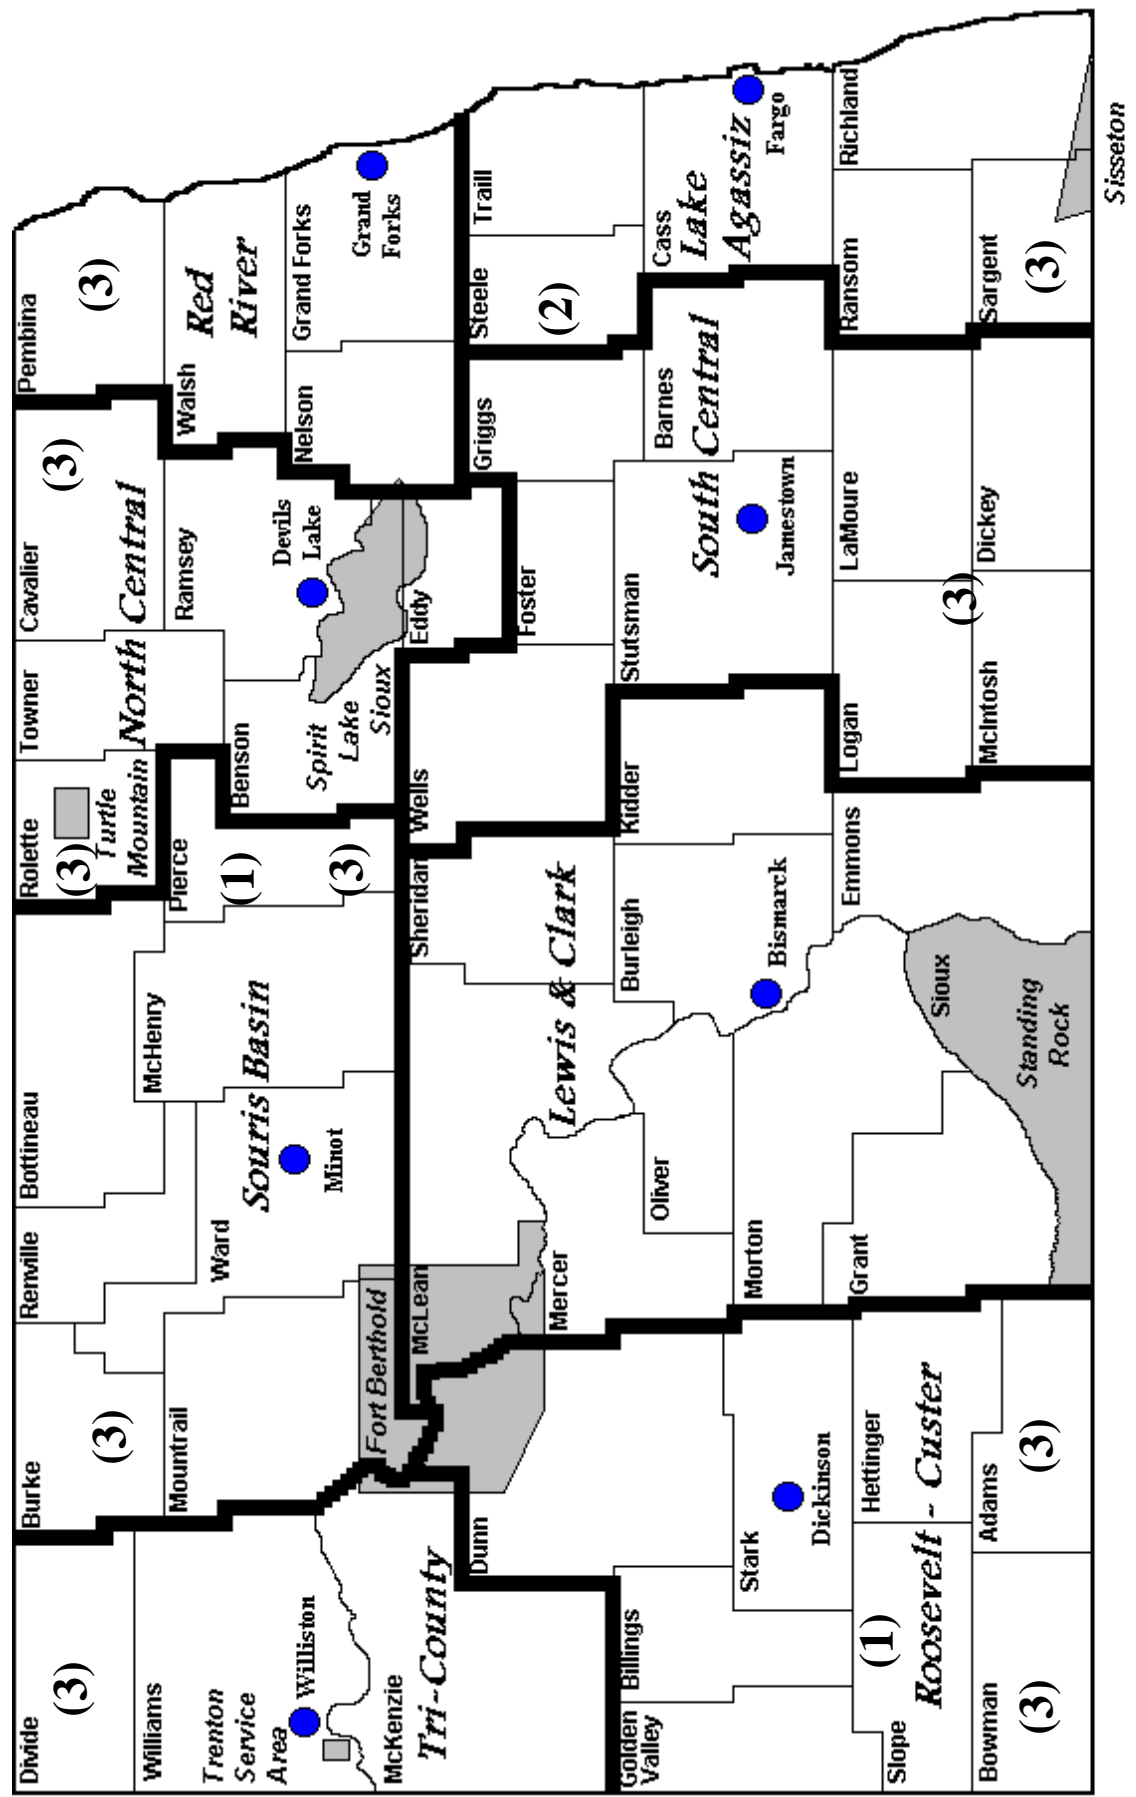 Divide
(3)
Burke
(3)
Renville
Bottineau
Rolette
(3)
Turtle
Mountain
Towner
Cavalier
(3)
Pembina
(3)
Williams
Mountrail
Ward
McHenry
Pierce
(1)
(3)
North Central
Ramsey
Walsh
Red
River
Trenton
Service
Area
Williston
Souris Basin
Minot
Benson
Spirit
Lake
Sioux
Devils
Lake
Nelson
Grand Forks
Grand
Forks
McKenzie
Tri-County
Fort Berthold
McLean
Sheridan
Wells
Eddy
Dunn
Foster
Griggs
Steele
(2)
Traill
Mercer
Lewis & Clark
Golden
Valley
Billings
Oliver
Burleigh
Kidder
Stutsman
Barnes
Cass
Lake
Agassiz
Fargo
South Central
Jamestown
Stark
Dickinson
Morton
Bismarck
Slope
(1)
Hettinger
Roosevelt - Custer
Grant
Sioux
Emmons
Logan
LaMoure
Ransom
Richland
Bowman
(3)
Adams
(3)
Standing
Rock
McIntosh
(3)
Dickey
Sargent
(3)
Sisseton